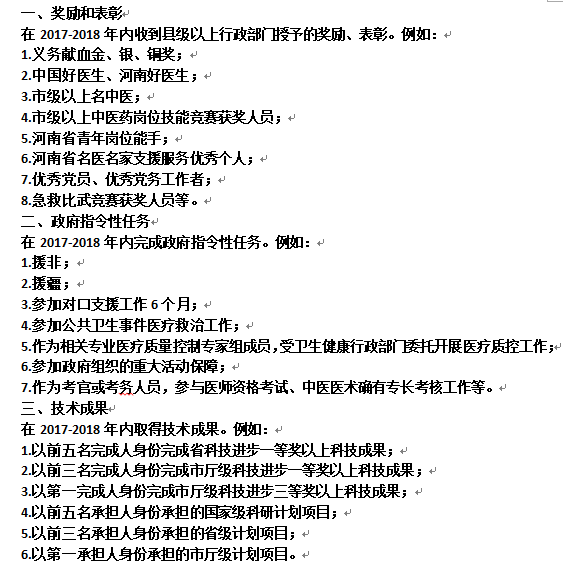 一、奖励和表彰
在 2017-2018 年内收到县级以上行政部门授予的奖励、表彰。例如：
1.义务献血金、银、铜奖；
2.中国好医生、河南好医生；
3.市级以上名中医；
4.市级以上中医药岗位技能竞赛获奖人员；
5.河南省青年岗位能手；
6.河南省名医名家支援服务优秀个人；
7.优秀党员、优秀党务工作者；
8.急救比武竞赛获奖人员等。
二、政府指令性任务
在 2017-2018 年内完成政府指令性任务。例如：
1.援非；
2.援疆；
3.参加对口支援工作 6 个月；
4.参加公共卫生事件医疗救治工作；
5.作为相关专业医疗质量控制专家组成员，受卫生健康行政部门委托开展医疗质控工作；
6.参加政府组织的重大活动保障；
7.作为考官或考务人员，参与医师资格考试、中医医术确有专长考核工作等。
三、技术成果
在 2017-2018 年内取得技术成果。例如：
1.以前五名完成人身份完成省科技进步一等奖以上科技成果；
2.以前三名完成人身份完成市厅级科技进步一等奖以上科技成果；
3.以第一完成人身份完成市厅级科技进步三等奖以上科技成果；
4.以前五名承担人身份承担的国家级科研计划项目；
5.以前三名承担人身份承担的省级计划项目；
6.以第一承担人身份承担的市厅级计划项目。